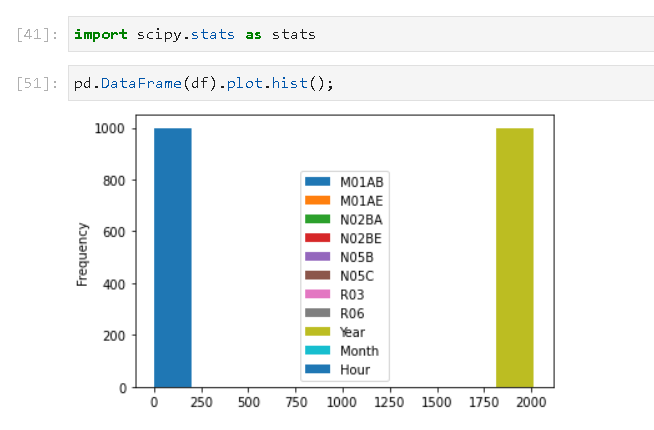 [41]: import scipy.stats as stats
[51]: pd.DataFrame(df).plot.hist();
1000
800
600
400
200
0
Frequency
M01AB
M01AE
N02BA
N02BE
N05B
N05C
R03
R06
Year
Month
Hour
0 250 500 750 1000 1250 1500 1750 2000